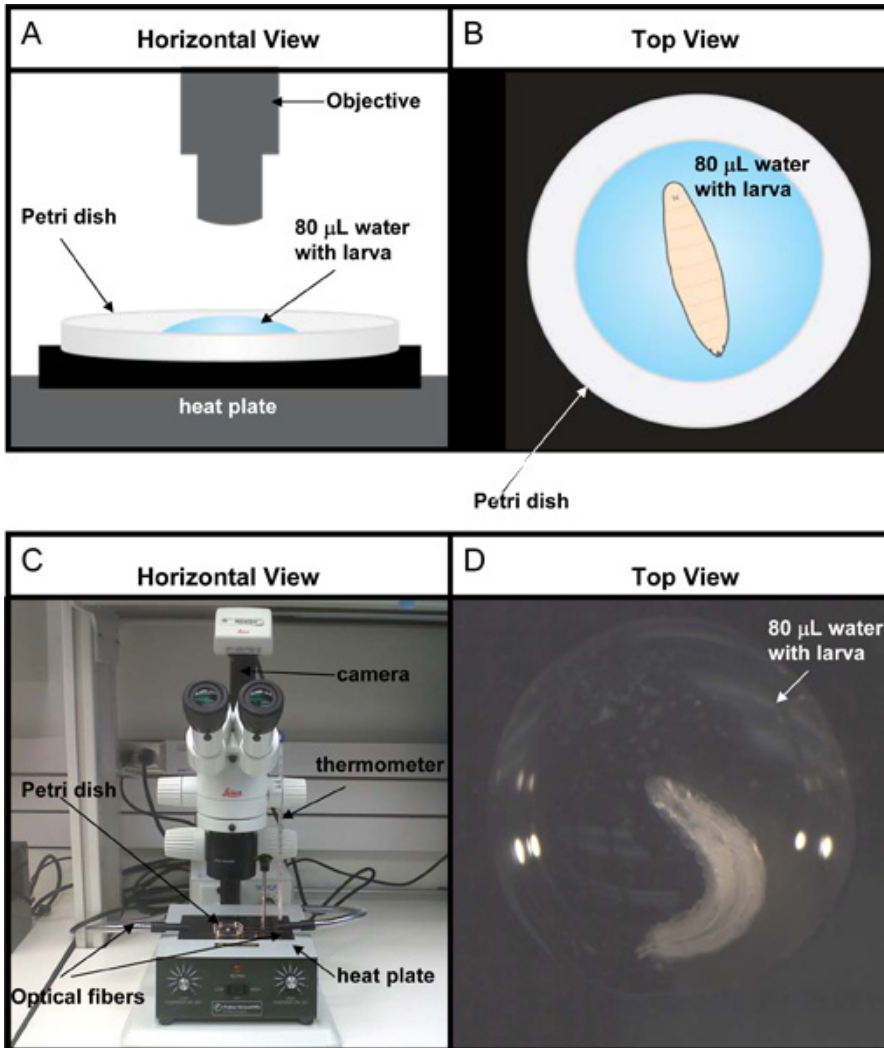 A
Horizontal View
Objective
Petri dish
80 μL water
with larva
heat plate
B
Top View
80 μL water
with larva
Petri dish
C
Horizontal View
camera
thermometer
Petri dish
Leica
heat plate
Optical fibers
D
Top View
80 μL water
with larva